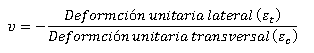 υ = − Deformción unitaria lateral (εt)
Deformción unitaria transversal (εe)